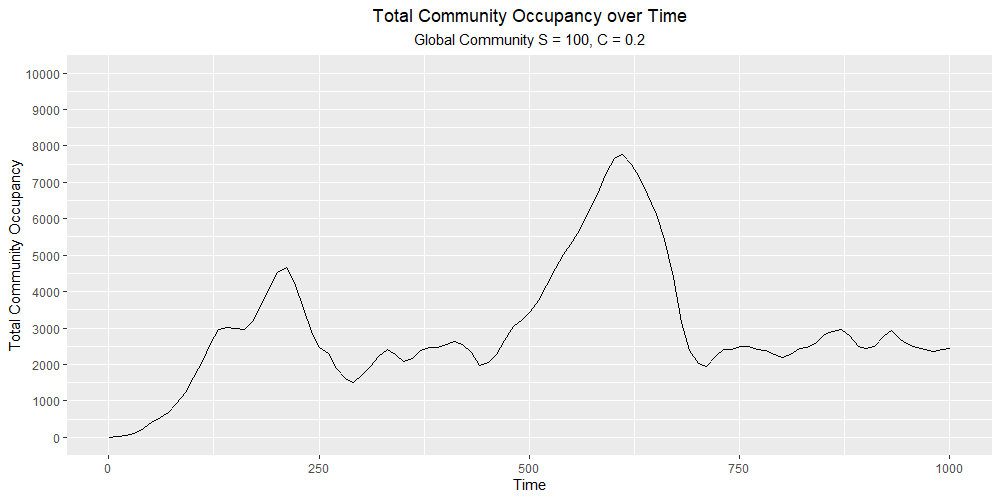 Total Community Occupancy over Time
Global Community S = 100, C = 0.2
Total Community Occupancy
10000
9000
8000
7000
6000
5000
4000
3000
2000
1000
0
0 250 500 750 1000
Time